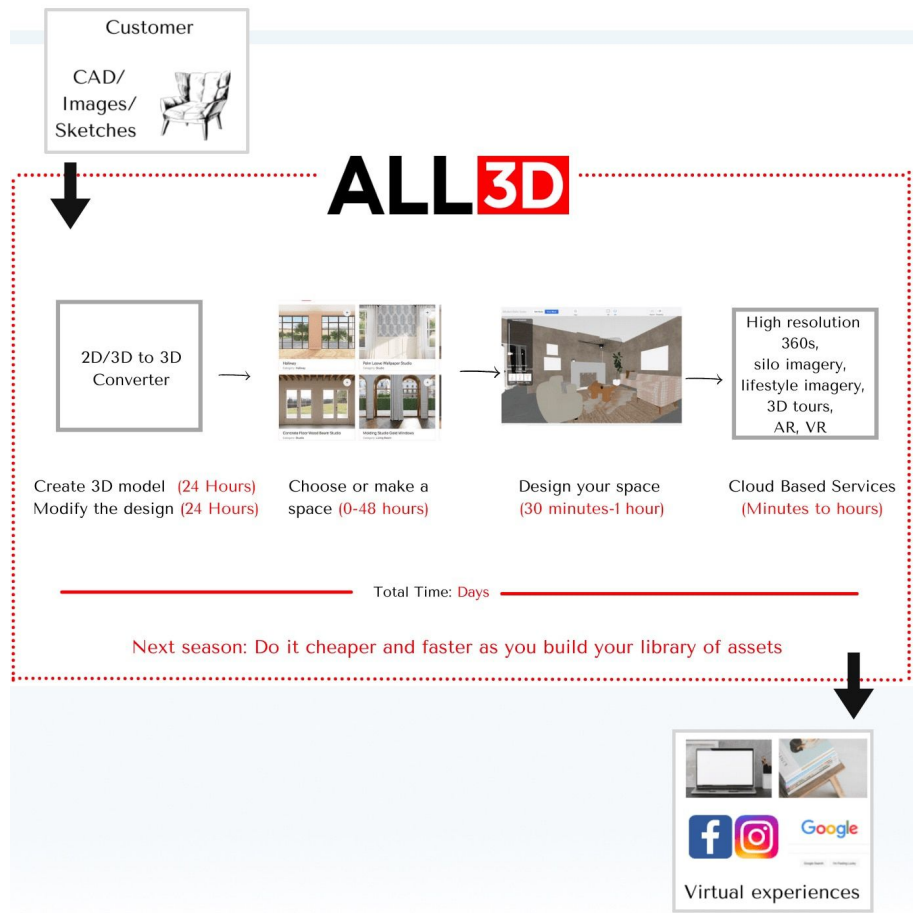 Customer
CAD/
Images/
Sketches
ALL3D
2D/3D to 3D
Converter
High resolution
360s,
silo imagery,
lifestyle imagery,
3D tours,
AR, VR
Create 3D model (24 Hours)
Modify the design (24 Hours)
Choose or make a
space (0-48 hours)
Design your space
(30 minutes-1 hour)
Cloud Based Services
(Minutes to hours)
Total Time: Days
Next season: Do it cheaper and faster as you build your library of assets
Google
Virtual experiences